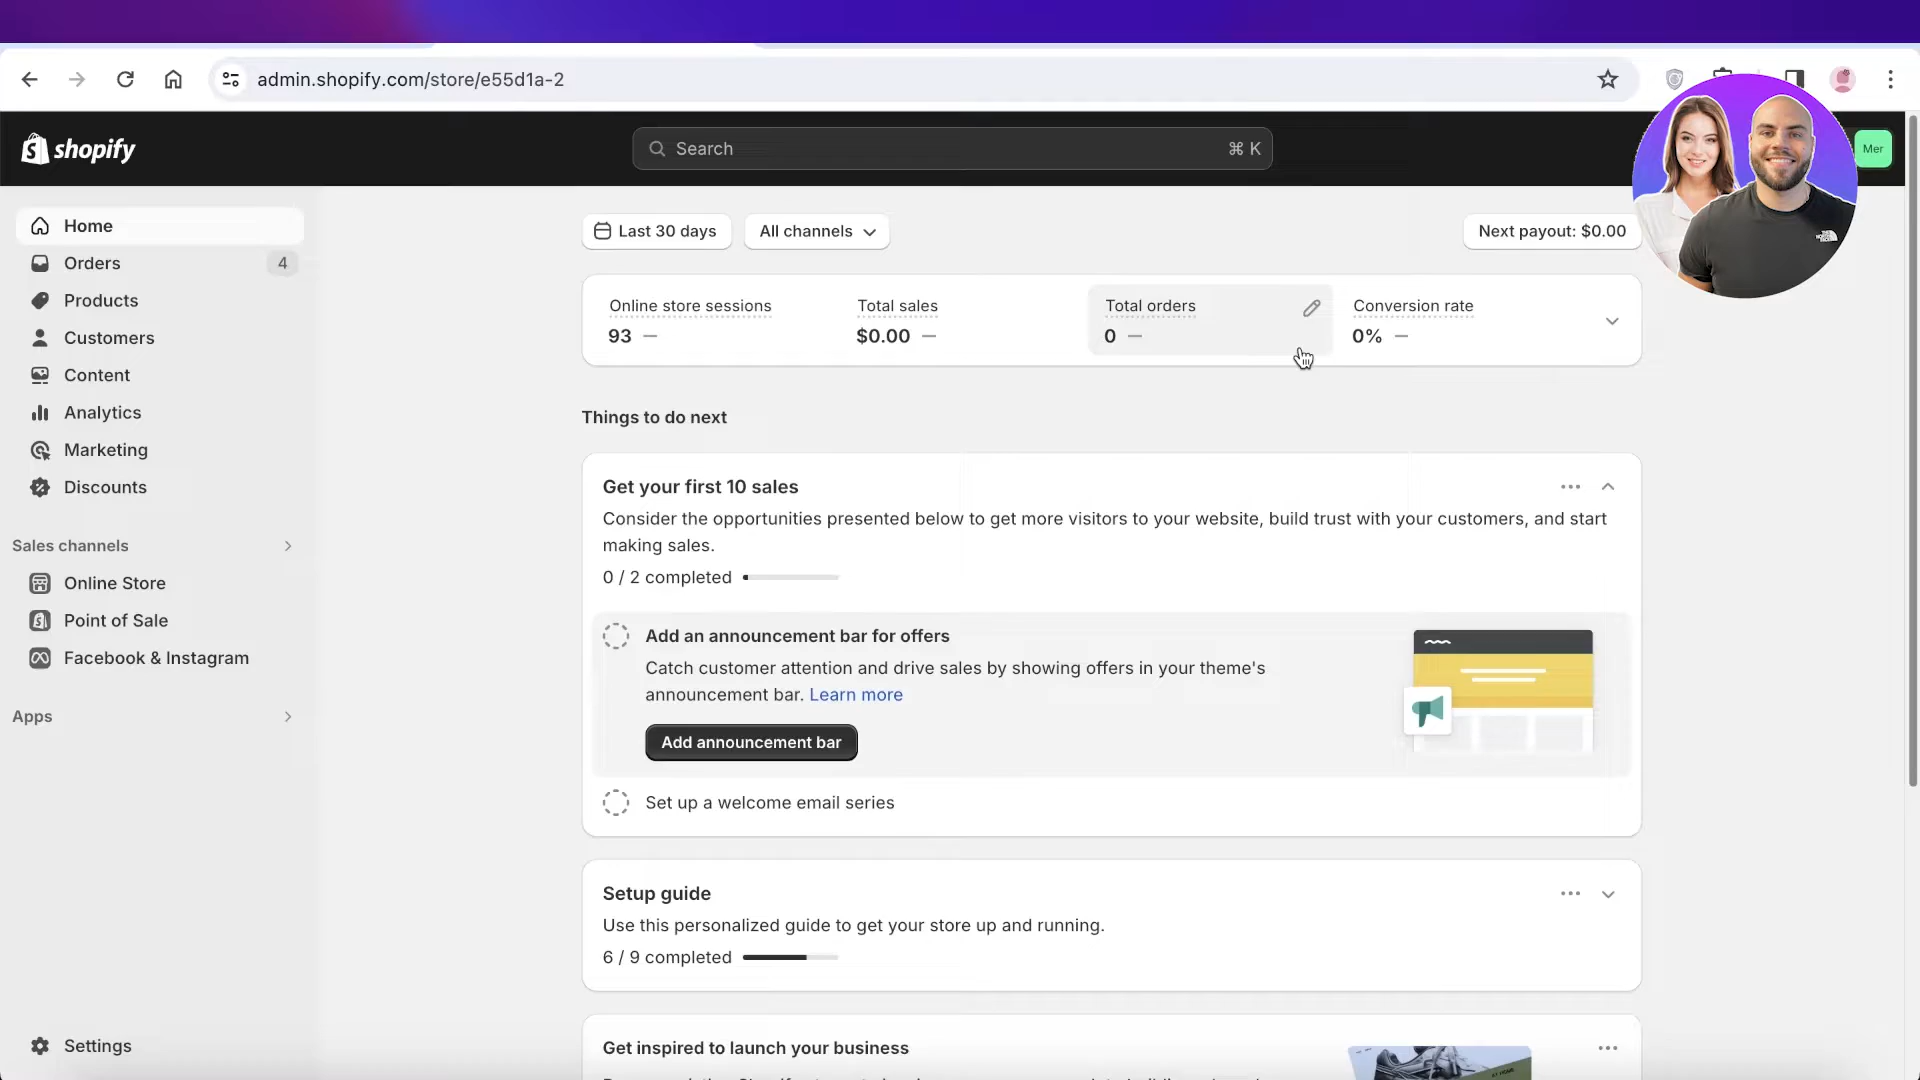 admin.shopify.com/store/e55d1a-2
shopify
Search
⌘ K
Mer
Home
Orders
4
Products
Customers
Content
Analytics
Marketing
Discounts
Sales channels
Online Store
Point of Sale
Facebook & Instagram
Apps
Settings
Last 30 days
All channels
Next payout: $0.00
Online store sessions
93 —
Total sales
$0.00 —
Total orders
0 —
Conversion rate
0% —
Things to do next
Get your first 10 sales
Consider the opportunities presented below to get more visitors to your website, build trust with your customers, and start
making sales.
0 / 2 completed
Add an announcement bar for offers
Catch customer attention and drive sales by showing offers in your theme's
announcement bar. Learn more
Add announcement bar
Set up a welcome email series
Setup guide
Use this personalized guide to get your store up and running.
6 / 9 completed
Get inspired to launch your business